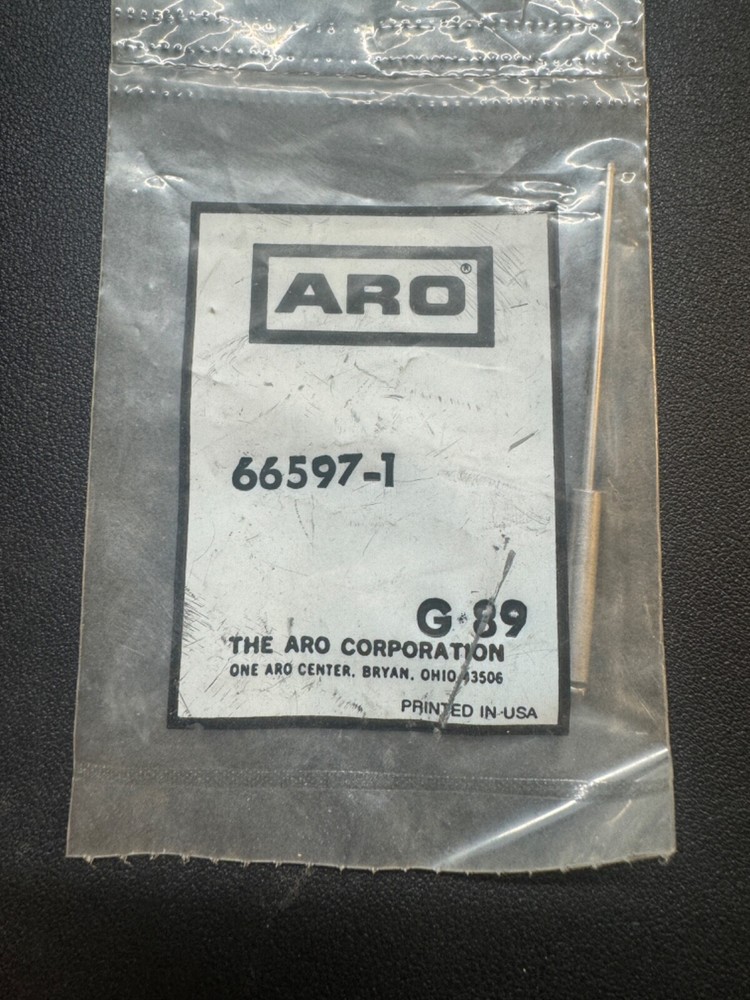 ARO®
66597-1
G-89
THE ARO CORPORATION
ONE ARO CENTER, BRYAN, OHIO 43506
PRINTED IN USA